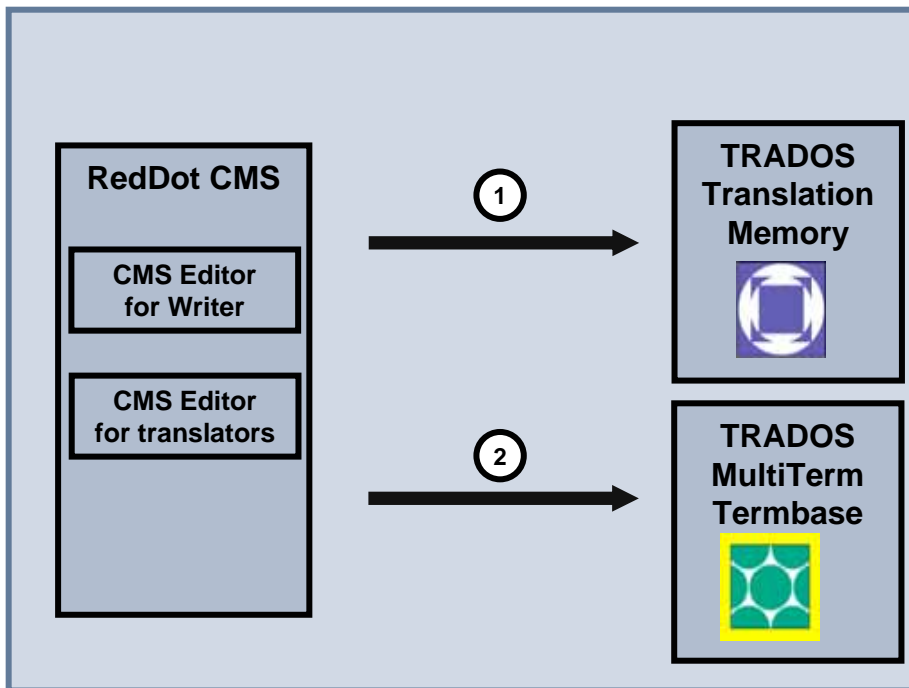 RedDot CMS
CMS Editor
for Writer
CMS Editor
for translators
1
2
TRADOS
Translation
Memory
TRADOS
MultiTerm
Termbase